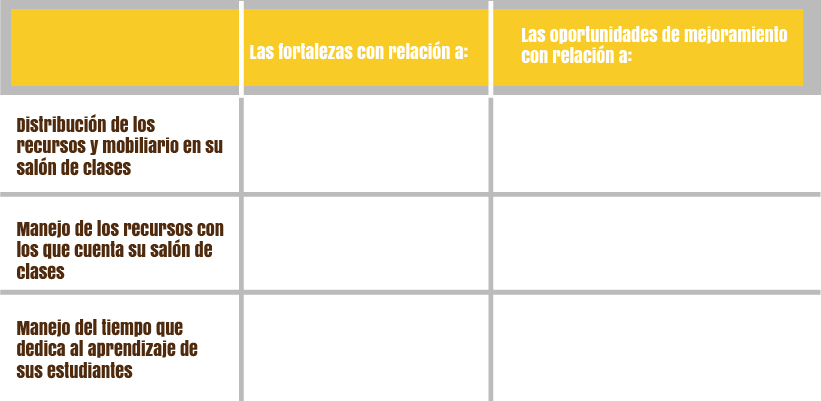 Las fortalezas con relación a:
Las oportunidades de mejoramiento
con relación a:
Distribución de los
recursos y mobiliario en su
salón de clases
Manejo de los recursos con
los que cuenta su salón de
clases
Manejo del tiempo que
dedica al aprendizaje de
sus estudiantes